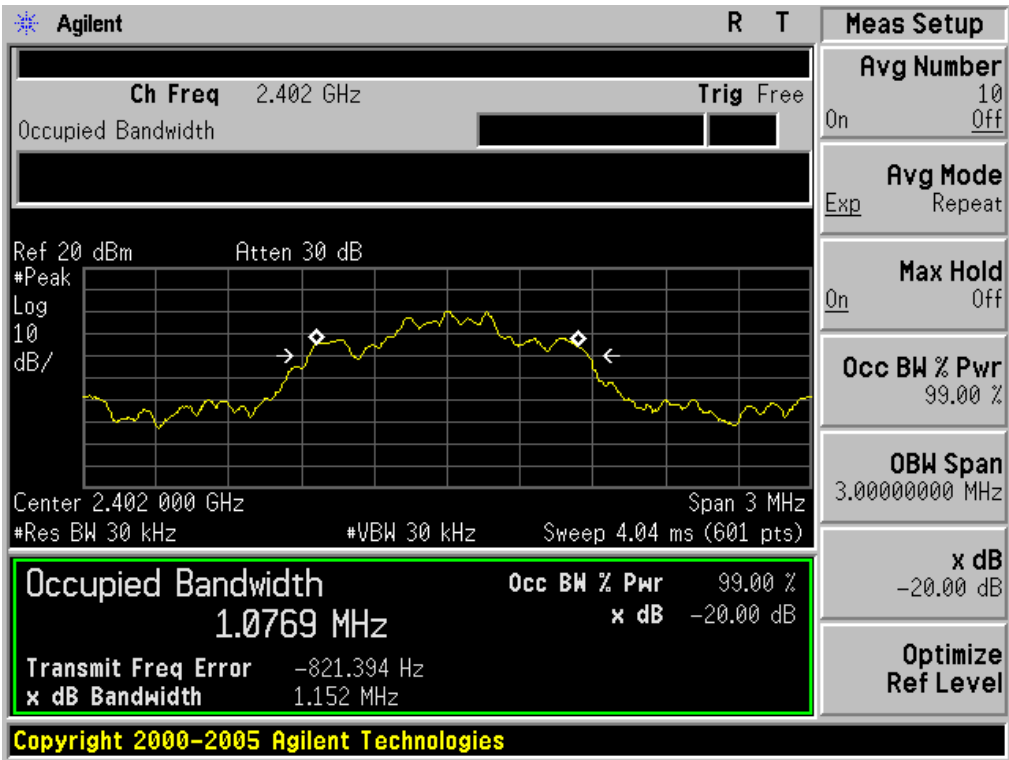 Agilent R T
Ch Freq 2.402 GHz Trig Free
Occupied Bandwidth
Ref 20 dBm Atten 30 dB
#Peak
Log
10
dB/
Center 2.402 000 GHz Span 3 MHz
#Res BW 30 kHz #VBW 30 kHz Sweep 4.04 ms (601 pts)
Occupied Bandwidth Occ BW % Pwr 99.00 %
1.0769 MHz x dB -20.00 dB
Transmit Freq Error -821.394 Hz
x dB Bandwidth 1.152 MHz
Copyright 2000-2005 Agilent Technologies
Meas Setup
Avg Number
10
On Off
Avg Mode
Exp Repeat
Max Hold
On Off
Occ BW % Pwr
99.00 %
OBW Span
3.00000000 MHz
x dB
-20.00 dB
Optimize
Ref Level